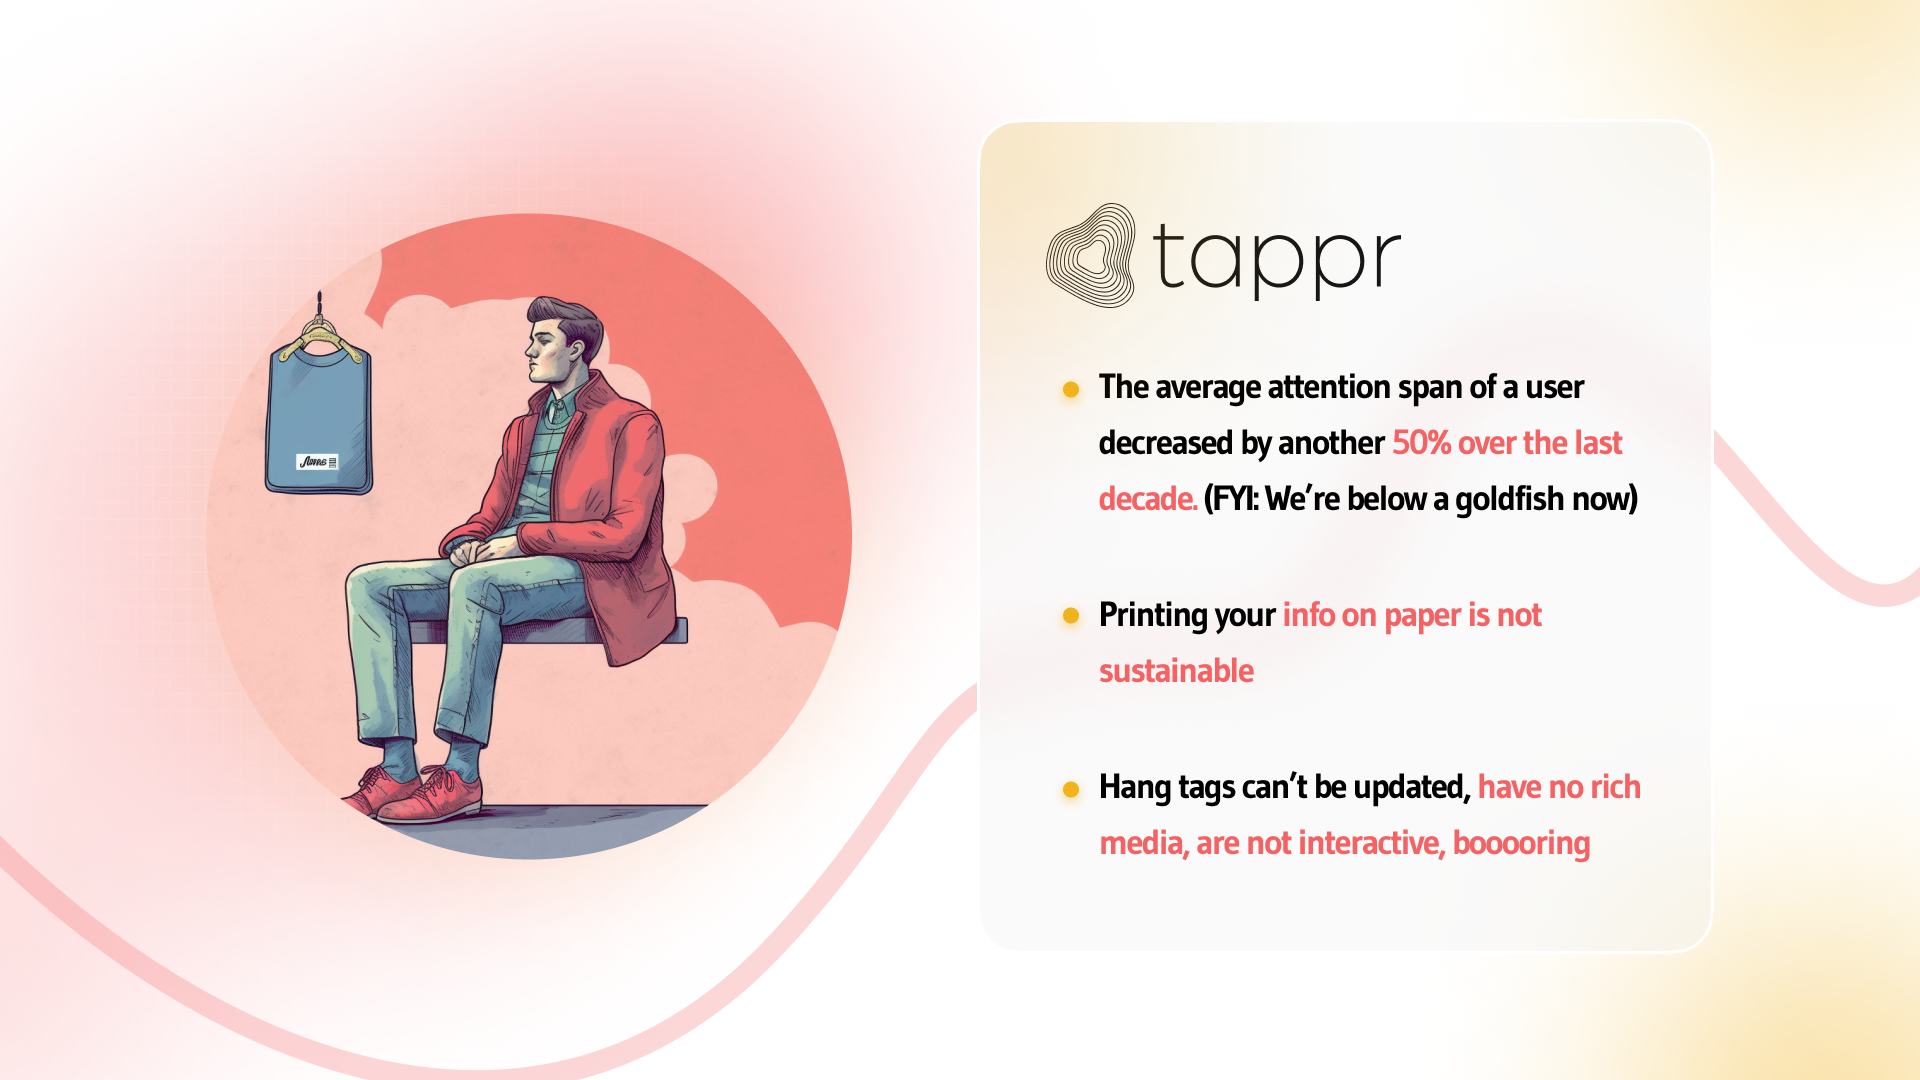 tappr
The average attention span of a user
decreased by another 50% over the last
decade. (FYI: We’re below a goldfish now)
Printing your info on paper is not
sustainable
Hang tags can’t be updated, have no rich
media, are not interactive, booooring